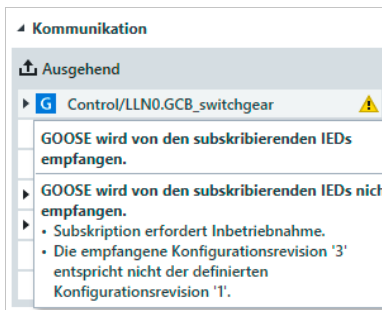 Kommunikation
Ausgehend
G Control/LLN0.GCB_switchgear
GOOSE wird von den subskribierenden IEDs
empfangen.
GOOSE wird von den subskribierenden IEDs nich
empfangen.
• Subskription erfordert Inbetriebnahme.
• Die empfangene Konfigurationsrevision '3'
entspricht nicht der definierten
Konfigurationsrevision '1'.